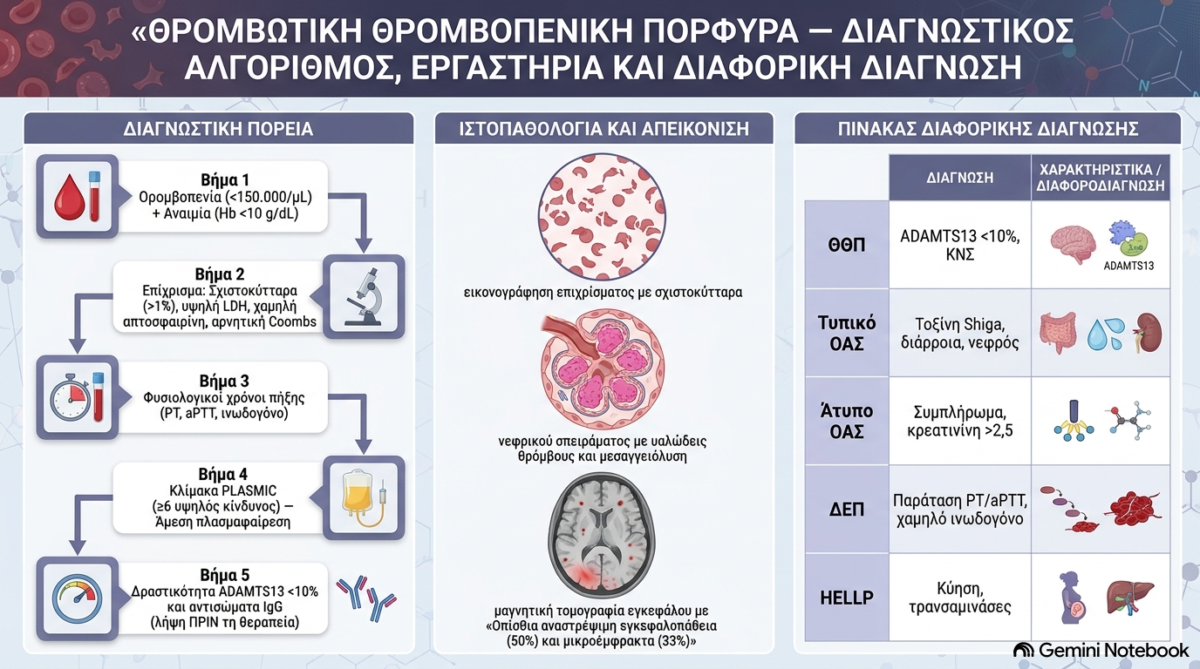 «ΘΡΟΜΒΩΤΙΚΗ ΘΡΟΜΒΟΠΕΝΙΚΗ ΠΟΡΦΥΡΑ — ΔΙΑΓΝΩΣΤΙΚΟΣ
ΑΛΓΟΡΙΘΜΟΣ, ΕΡΓΑΣΤΗΡΙΑ ΚΑΙ ΔΙΑΦΟΡΙΚΗ ΔΙΑΓΝΩΣΗ
ΔΙΑΓΝΩΣΤΙΚΗ ΠΟΡΕΙΑ
Βήμα 1
Ορομβοπενία (<150.000/μL)
+ Αναιμία (Hb <10 g/dL)
Βήμα 2
Επίχρισμα: Σχιστοκύτταρα
(>1%), υψηλή LDH, χαμηλή
απτοσφαιρίνη, αρνητική Coombs
Βήμα 3
Φυσιολογικοί χρόνοι πήξης
(PT, aPTT, ινωδογόνο)
Βήμα 4
Κλίμακα PLASMIC
(≥6 υψηλός κίνδυνος) —
Άμεση πλασμαφαίρεση
Βήμα 5
Δραστικότητα ADAMTS13 <10%
και αντισώματα IgG
(λήψη ΠΡΙΝ τη θεραπεία)
ΙΣΤΟΠΑΘΟΛΟΓΙΑ ΚΑΙ ΑΠΕΙΚΟΝΙΣΗ
εικονογράφηση επιχρίσματος με σχιστοκύτταρα
νεφρικού σπειράματος με υαλώδεις
θρόμβους και μεσαγγειόλυση
μαγνητική τομογραφία εγκεφάλου με
«Οπίσθια αναστρέψιμη εγκεφαλοπάθεια
(50%) και μικροέμφρακτα (33%)»
ΠΙΝΑΚΑΣ ΔΙΑΦΟΡΙΚΗΣ ΔΙΑΓΝΩΣΗΣ
ΔΙΑΓΝΩΣΗ
ΧΑΡΑΚΤΗΡΙΣΤΙΚΑ /
ΔΙΑΦΟΡΟΔΙΑΓΝΩΣΗ
ΘΘΠ
ADAMTS13 <10%,
ΚΝΣ
ADAMTS13
Τυπικό
ΟΑΣ
Τοξίνη Shiga,
διάρροια, νεφρός
Άτυπο
ΟΑΣ
Συμπλήρωμα,
κρεατινίνη >2,5
ΔΕΠ
Παράταση PT/aPTT,
χαμηλό ινωδογόνο
HELLP
Κύηση,
τρανσαμινάσες
Gemini Notebook